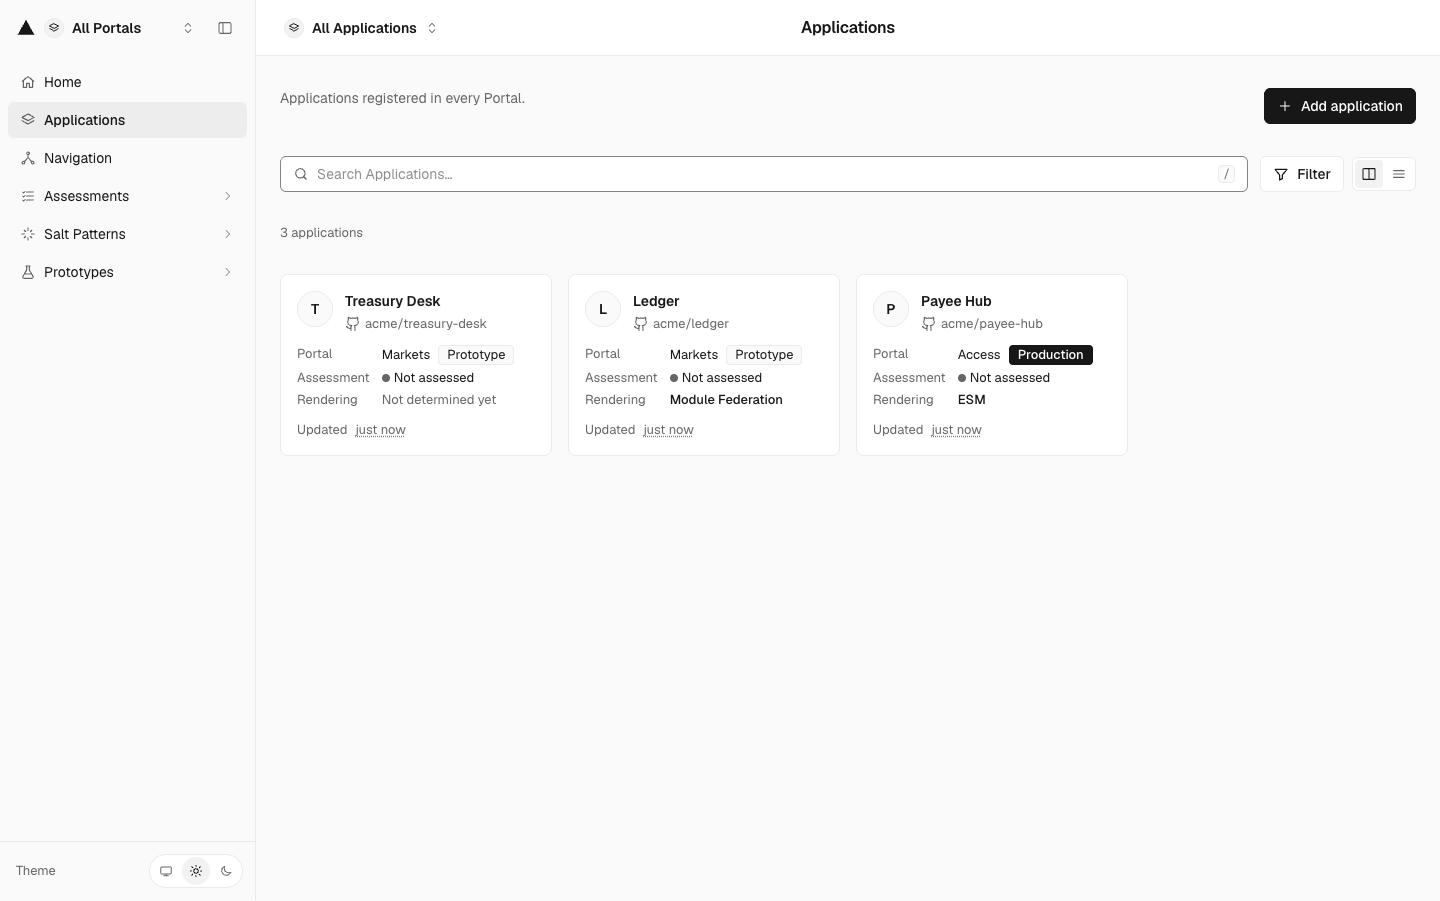 All Portals
All Applications
Applications
Home
Applications
Navigation
Assessments
Salt Patterns
Prototypes
Applications registered in every Portal.
Add application
Search Applications…
/
Filter
3 applications
T
Treasury Desk
acme/treasury-desk
Portal Markets Prototype
Assessment Not assessed
Rendering Not determined yet
Updated just now
L
Ledger
acme/ledger
Portal Markets Prototype
Assessment Not assessed
Rendering Module Federation
Updated just now
P
Payee Hub
acme/payee-hub
Portal Access Production
Assessment Not assessed
Rendering ESM
Updated just now
Theme